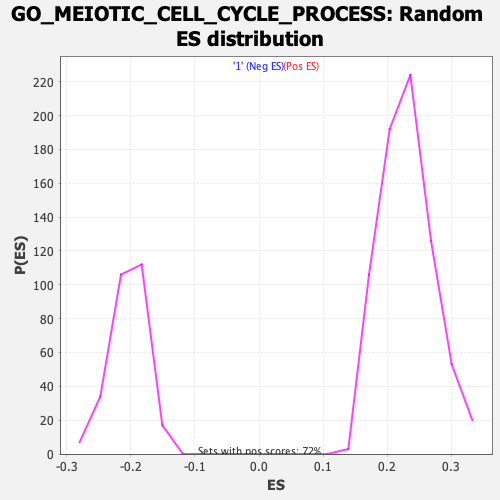 GO_MEIOTIC_CELL_CYCLE_PROCESS: Random
ES distribution
'1' (Neg ES)(Pos ES)
220
200
180
160
140
120
100
80
60
40
20
0
P(ES)
Sets with pos scores: 72%
-0.3 -0.2 -0.1 0.0 0.1 0.2 0.3
ES